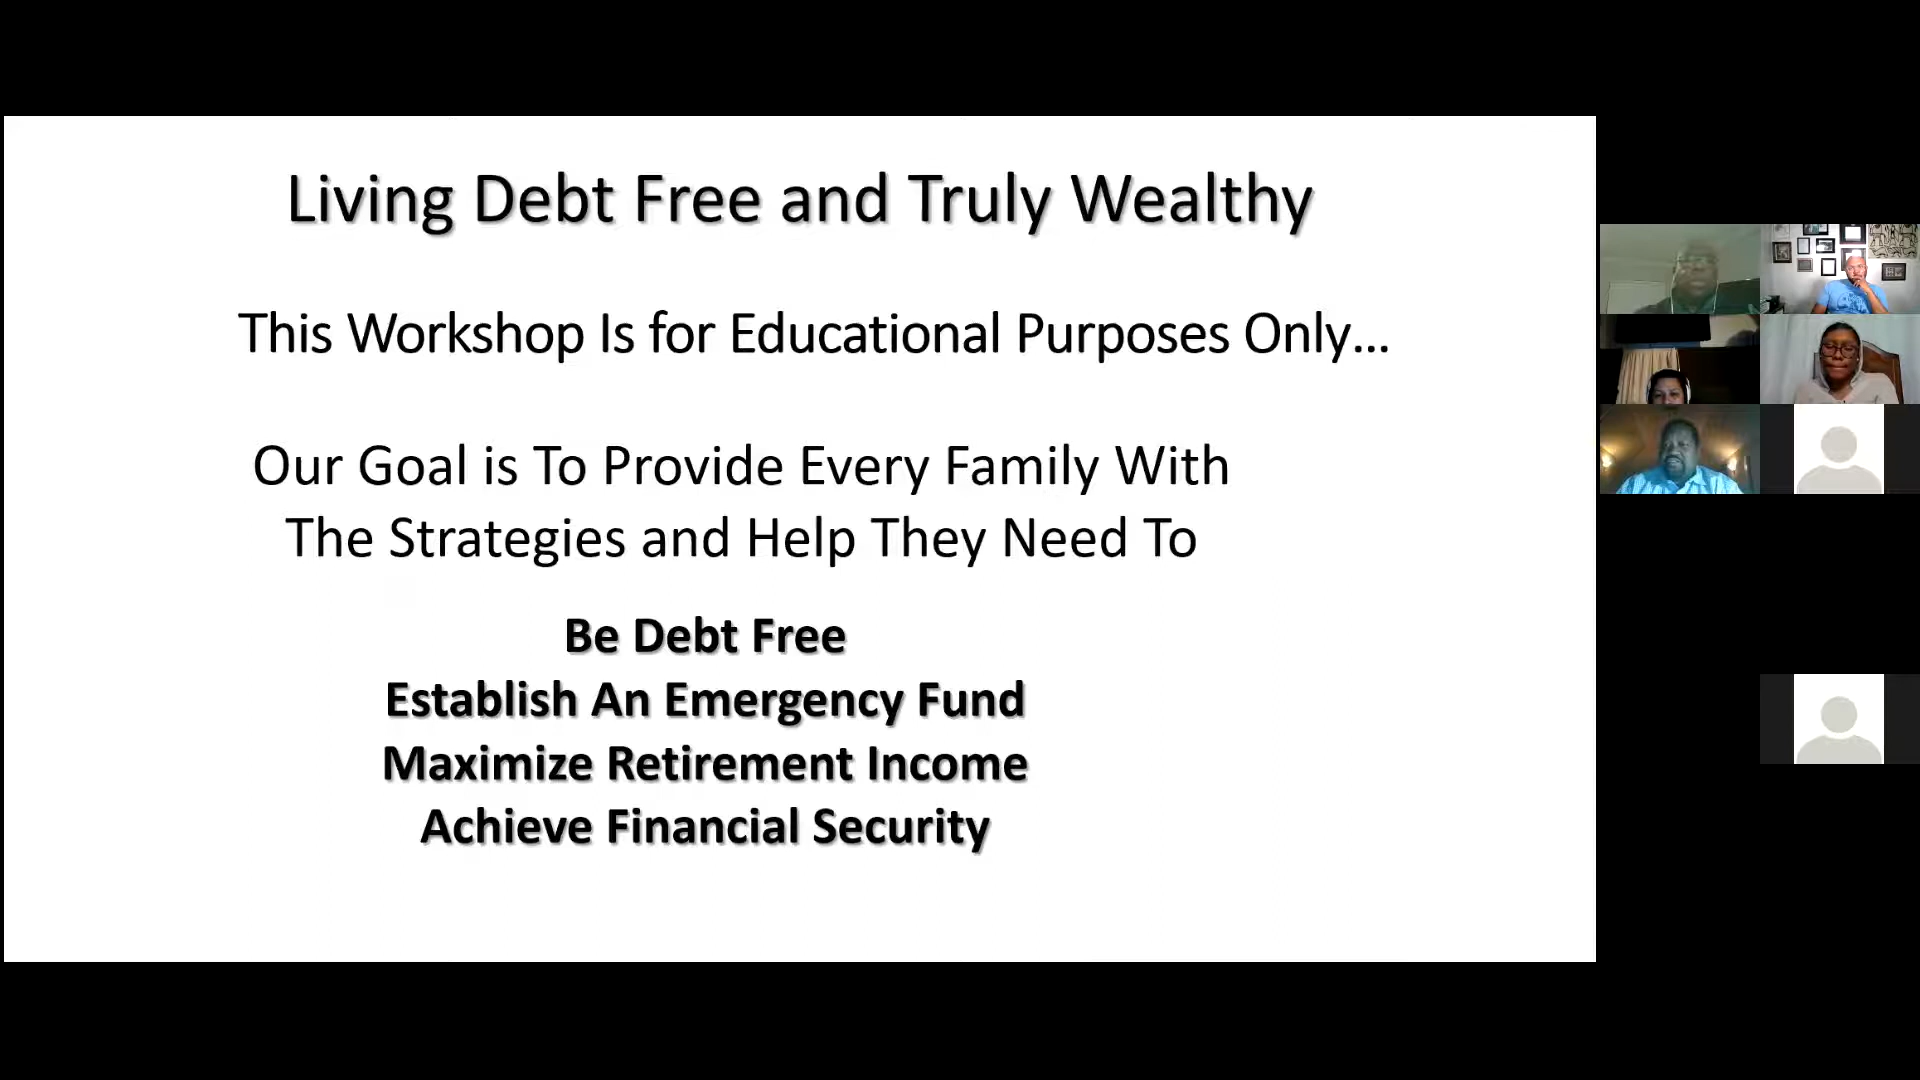 Living Debt Free and Truly Wealthy
This Workshop Is for Educational Purposes Only...
Our Goal is To Provide Every Family With
The Strategies and Help They Need To
Be Debt Free
Establish An Emergency Fund
Maximize Retirement Income
Achieve Financial Security